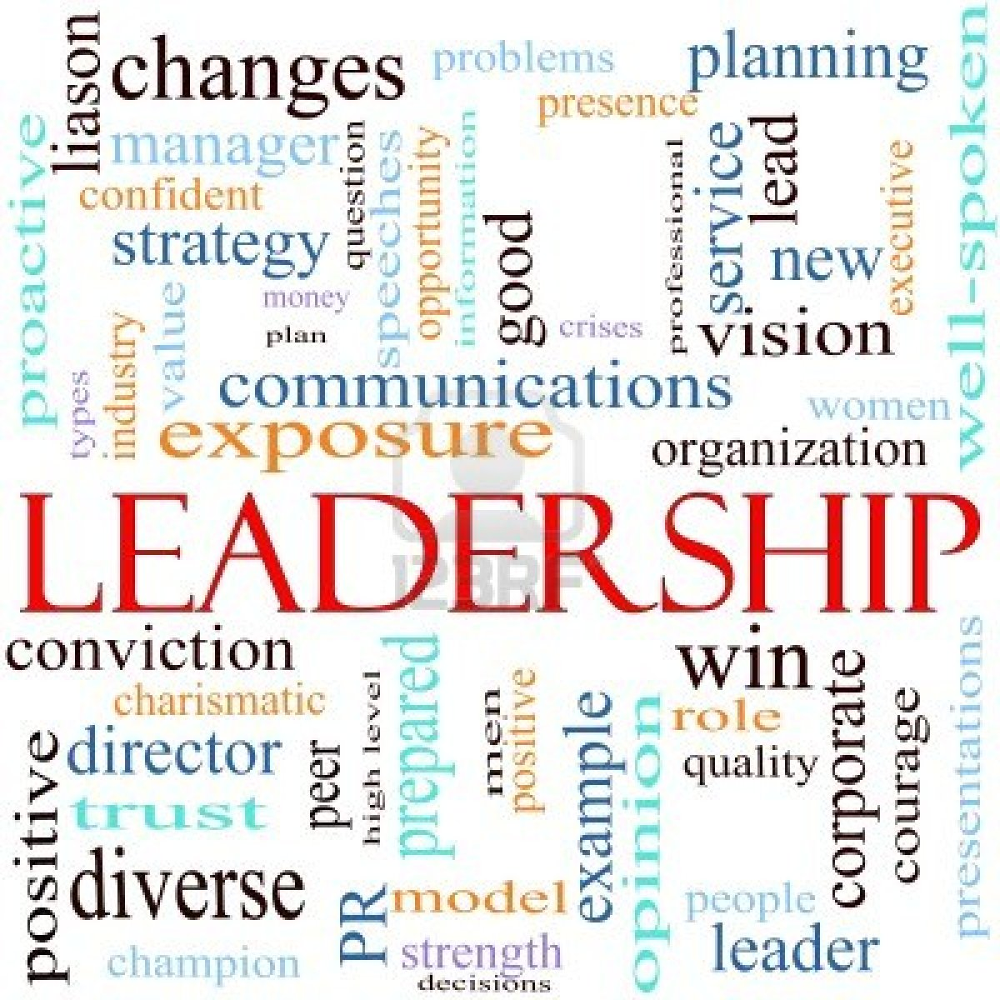 liason
changes
problems
planning
well-spoken
presence
proactive
manager
question
speeches
opportunity
information
professional
service
lead
executive
confident
strategy
good
new
value
money
crises
vision
industry
plan
types
communications
women
exposure
organization
LEADERSHIP
123RF
conviction
win
presentations
charismatic
high level
prepared
men
positive
example
opinion
role
corporate
courage
positive
director
peer
quality
trust
diverse
PR
model
people
champion
strength
leader
decisions